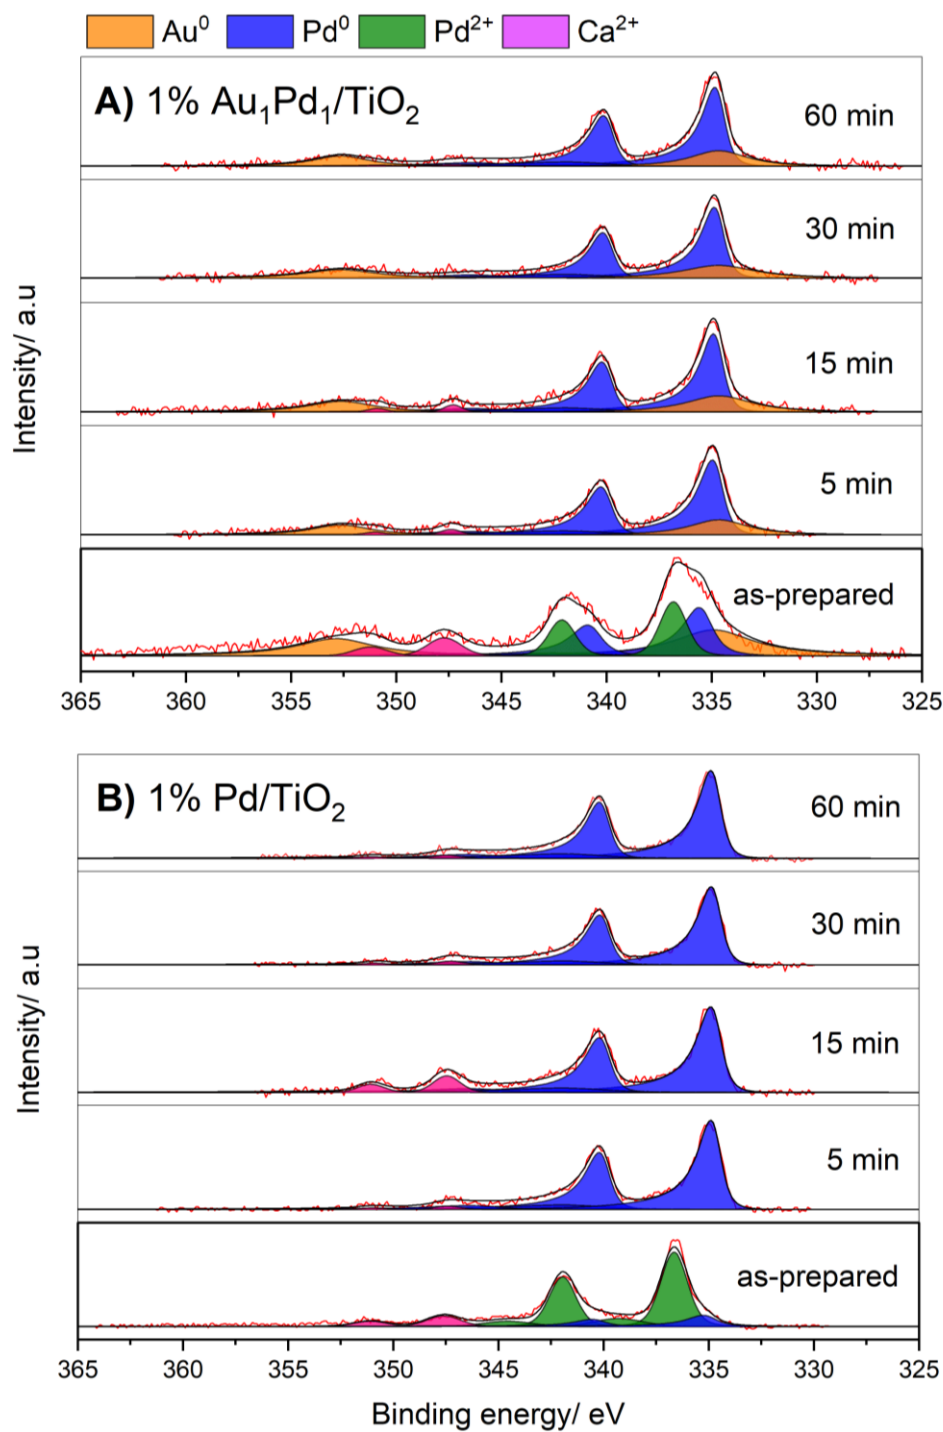 Au⁰ Pd⁰ Pd²⁺ Ca²⁺
A) 1% Au₁Pd₁/TiO₂
60 min
30 min
15 min
5 min
as-prepared
Intensity/ a.u
365 360 355 350 345 340 335 330 325
B) 1% Pd/TiO₂
60 min
30 min
15 min
5 min
as-prepared
Intensity/ a.u
365 360 355 350 345 340 335 330 325
Binding energy/ eV